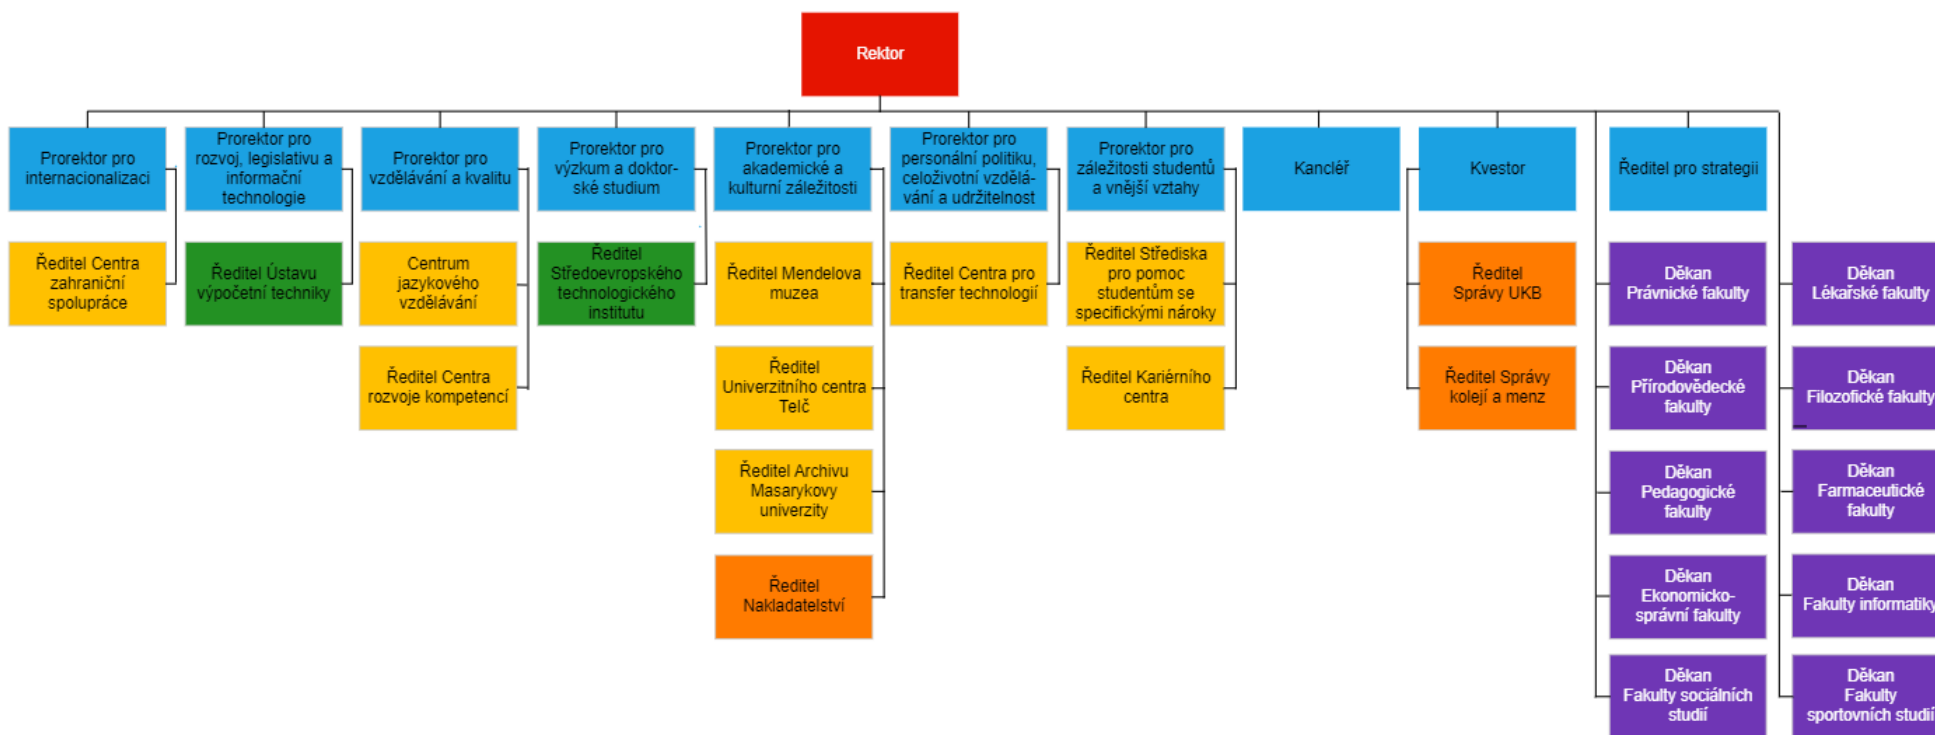 Rektor
Prorektor pro
internacionalizaci
Prorektor pro
rozvoj, legislativu a
informační
technologie
Prorektor pro
vzdělávání a kvalitu
Prorektor pro
výzkum a doktor-
ské studium
Prorektor pro
akademické a
kulturní záležitosti
Prorektor pro
personální politiku,
celoživotní vzdělá-
vání a udržitelnost
Prorektor pro
záležitosti studentů
a vnější vztahy
Kancléř
Kvestor
Ředitel pro strategii
Ředitel Centra
zahraniční
spolupráce
Ředitel Ústavu
výpočetní techniky
Centrum
jazykového
vzdělávání
Ředitel
Středoevropského
technologického
institutu
Ředitel Mendelova
muzea
Ředitel Centra pro
transfer technologií
Ředitel Střediska
pro pomoc
studentům se
specifickými nároky
Ředitel
Správy UKB
Děkan
Právnické fakulty
Děkan
Lékařské fakulty
Ředitel Centra
rozvoje kompetencí
Ředitel
Univerzitního centra
Telč
Ředitel Kariérního
centra
Ředitel Správy
kolejí a menz
Děkan
Přírodovědecké
fakulty
Děkan
Filozofické fakulty
Ředitel Archivu
Masarykovy
univerzity
Děkan
Pedagogické
fakulty
Děkan
Farmaceutické
fakulty
Ředitel
Nakladatelství
Děkan
Ekonomicko-
správní fakulty
Děkan
Fakulty informatiky
Děkan
Fakulty sociálních
studií
Děkan
Fakulty
sportovních studií